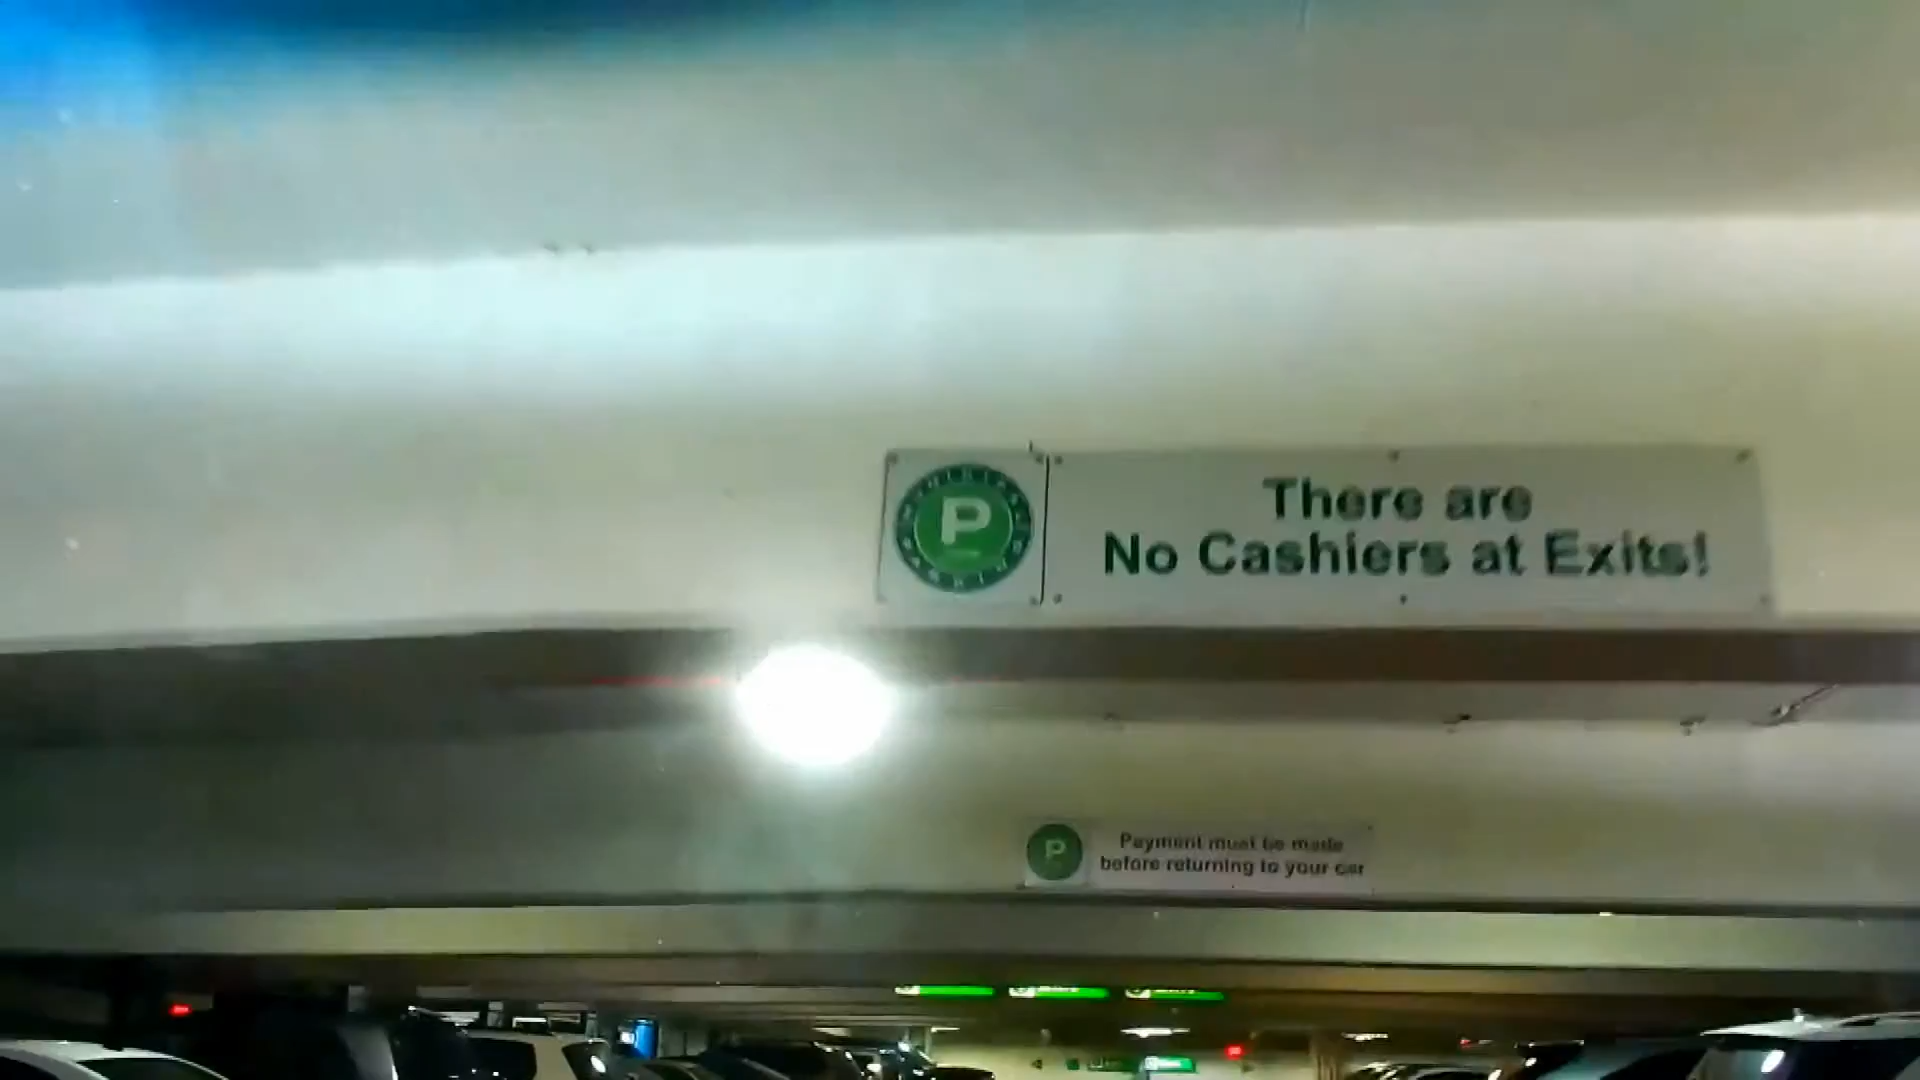 P
There are
No Cashiers at Exits!
P
Payment must be made
before returning to your car